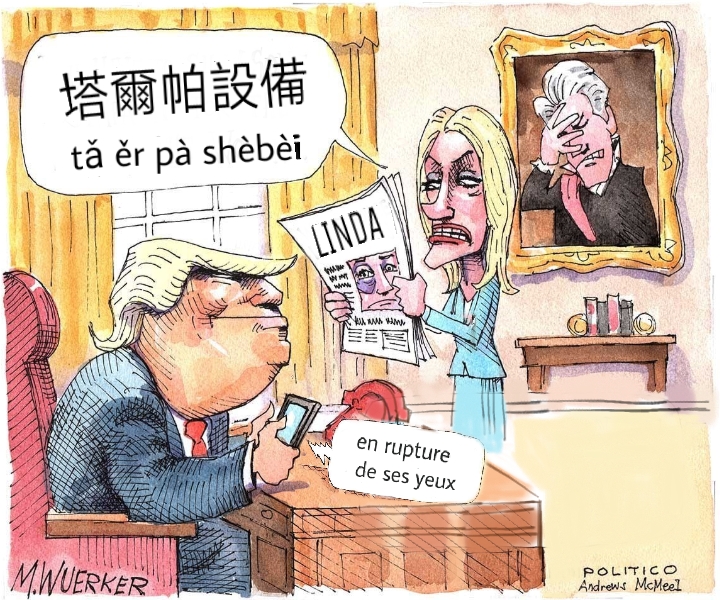 塔爾帕設備
tǎ ěr pà shèbèi
LINDA
en rupture
de ses yeux
M.WUERKER
POLITICO
Andrews McMeel